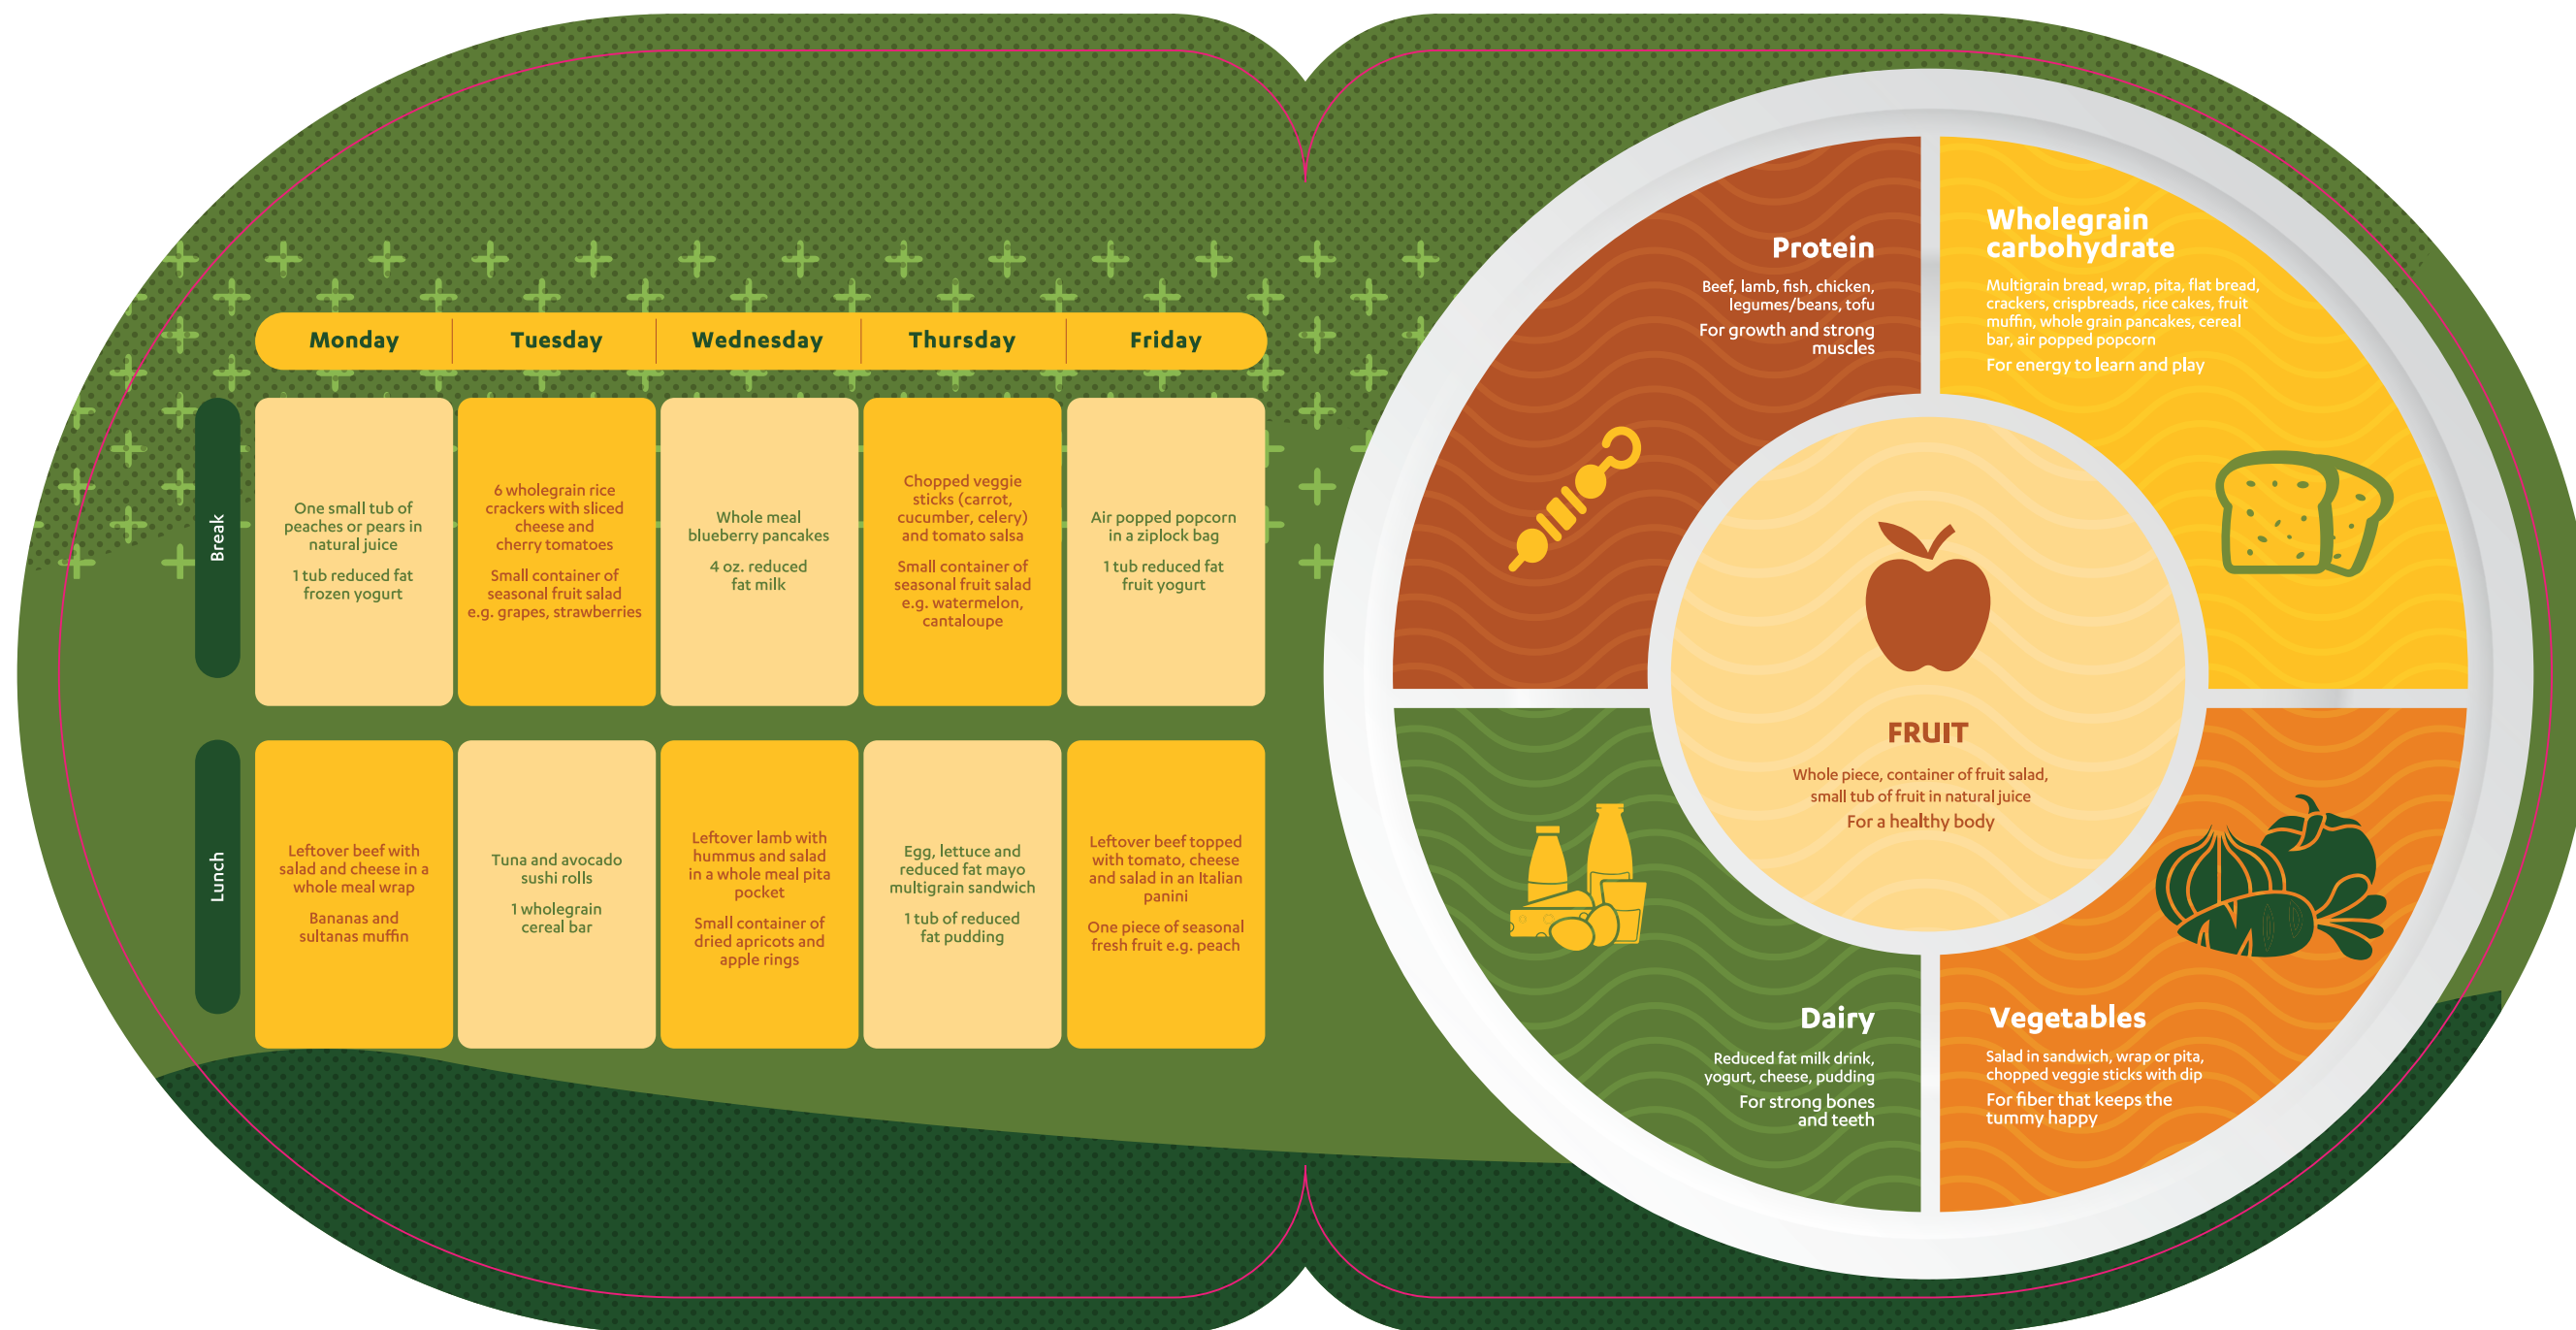 Monday
Tuesday
Wednesday
Thursday
Friday
Break
One small tub of
peaches or pears in
natural juice
1 tub reduced fat
frozen yogurt
6 wholegrain rice
crackers with sliced
cheese and
cherry tomatoes
Small container of
seasonal fruit salad
e.g. grapes, strawberries
Whole meal
blueberry pancakes
4 oz. reduced
fat milk
Chopped veggie
sticks (carrot,
cucumber, celery)
and tomato salsa
Small container of
seasonal fruit salad
e.g. watermelon,
cantaloupe
Air popped popcorn
in a ziplock bag
1 tub reduced fat
fruit yogurt
Lunch
Leftover beef with
salad and cheese in a
whole meal wrap
Bananas and
sultanas muffin
Tuna and avocado
sushi rolls
1 wholegrain
cereal bar
Leftover lamb with
hummus and salad
in a whole meal pita
pocket
Small container of
dried apricots and
apple rings
Egg, lettuce and
reduced fat mayo
multigrain sandwich
1 tub of reduced
fat pudding
Leftover beef topped
with tomato, cheese
and salad in an Italian
panini
One piece of seasonal
fresh fruit e.g. peach
Protein
Beef, lamb, fish, chicken,
legumes/beans, tofu
For growth and strong
muscles
Wholegrain
carbohydrate
Multigrain bread, wrap, pita, flat bread,
crackers, crispbreads, rice cakes, fruit
muffin, whole grain pancakes, cereal
bar, air popped popcorn
For energy to learn and play
FRUIT
Whole piece, container of fruit salad,
small tub of fruit in natural juice
For a healthy body
Dairy
Reduced fat milk drink,
yogurt, cheese, pudding
For strong bones
and teeth
Vegetables
Salad in sandwich, wrap or pita,
chopped veggie sticks with dip
For fiber that keeps the
tummy happy